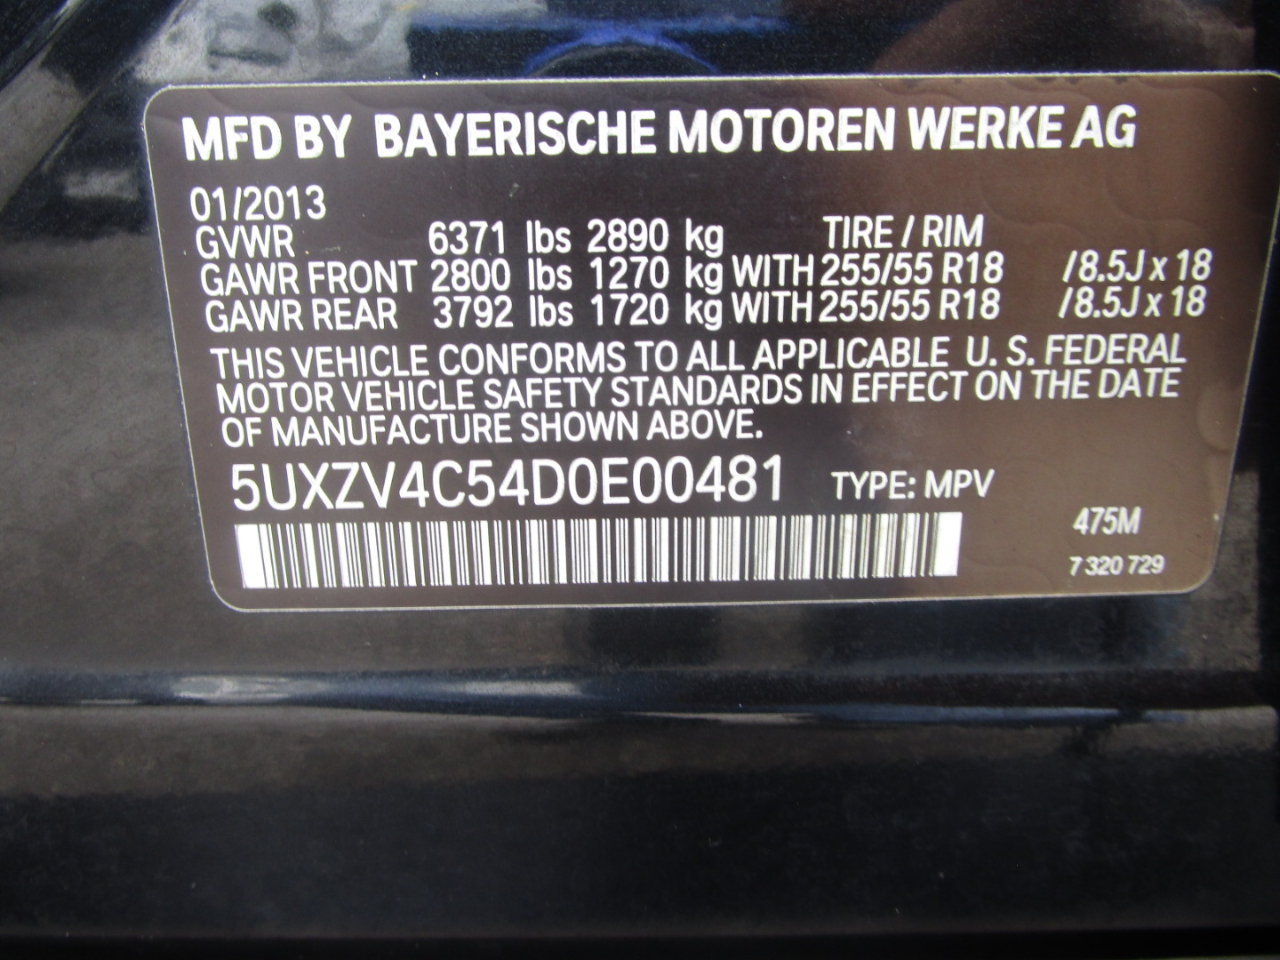 MFD BY BAYERISCHE MOTOREN WERKE AG
01/2013
GVWR 6371 lbs 2890 kg TIRE / RIM
GAWR FRONT 2800 lbs 1270 kg WITH 255/55 R18 /8.5J x 18
GAWR REAR 3792 lbs 1720 kg WITH 255/55 R18 /8.5J x 18
THIS VEHICLE CONFORMS TO ALL APPLICABLE U. S. FEDERAL
MOTOR VEHICLE SAFETY STANDARDS IN EFFECT ON THE DATE
OF MANUFACTURE SHOWN ABOVE.
5UXZV4C54D0E00481 TYPE: MPV
475M
7 320 729